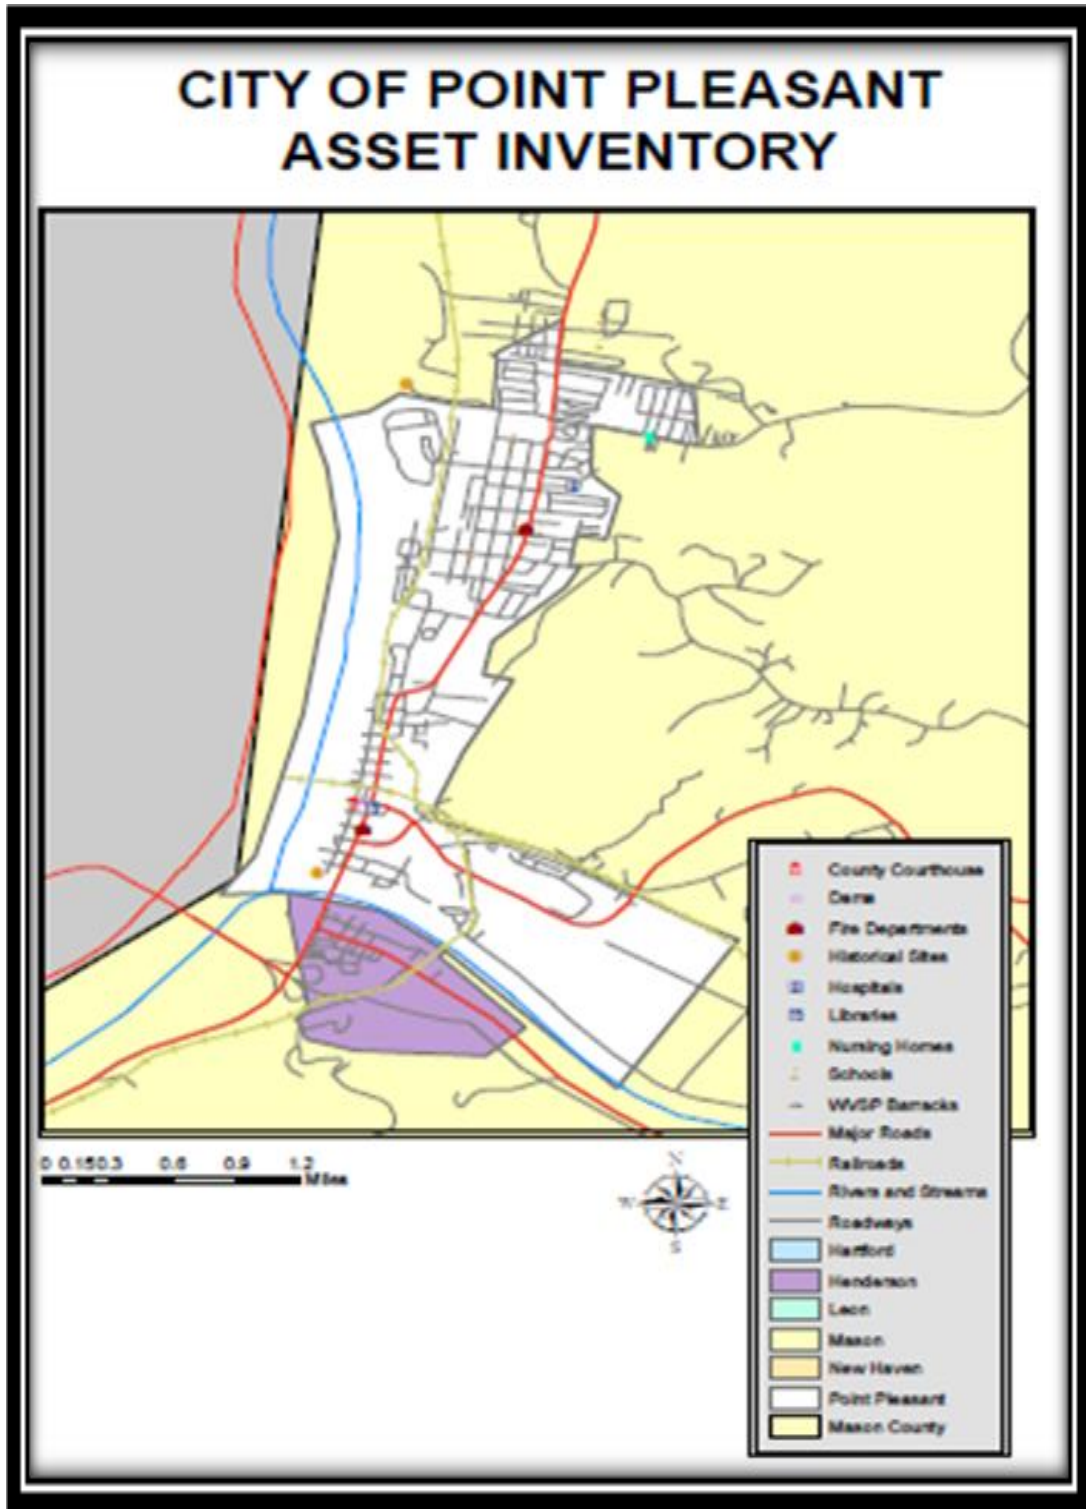 CITY OF POINT PLEASANT
ASSET INVENTORY
County Courthouse
Dams
Fire Departments
Historical Sites
Hospitals
Libraries
Nursing Homes
Schools
WVSP Barracks
Major Roads
Railroads
Rivers and Streams
Roadways
Hartford
Henderson
Leon
Mason
New Haven
Point Pleasant
Mason County
0 0.150.3 0.6 0.9 1.2
Miles
N
W E
S